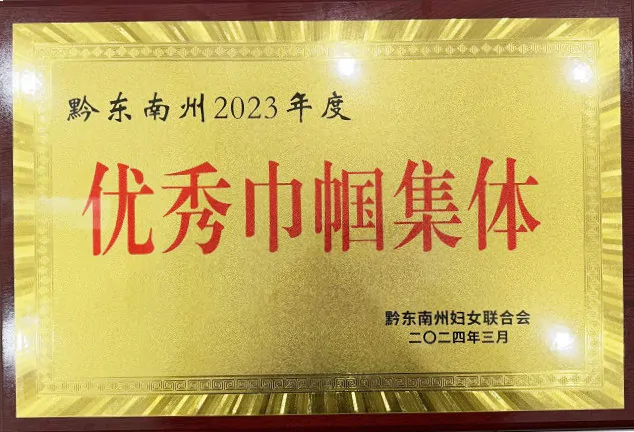 黔东南州2023年度
优秀巾帼集体
黔东南州妇女联合会
二〇二四年三月